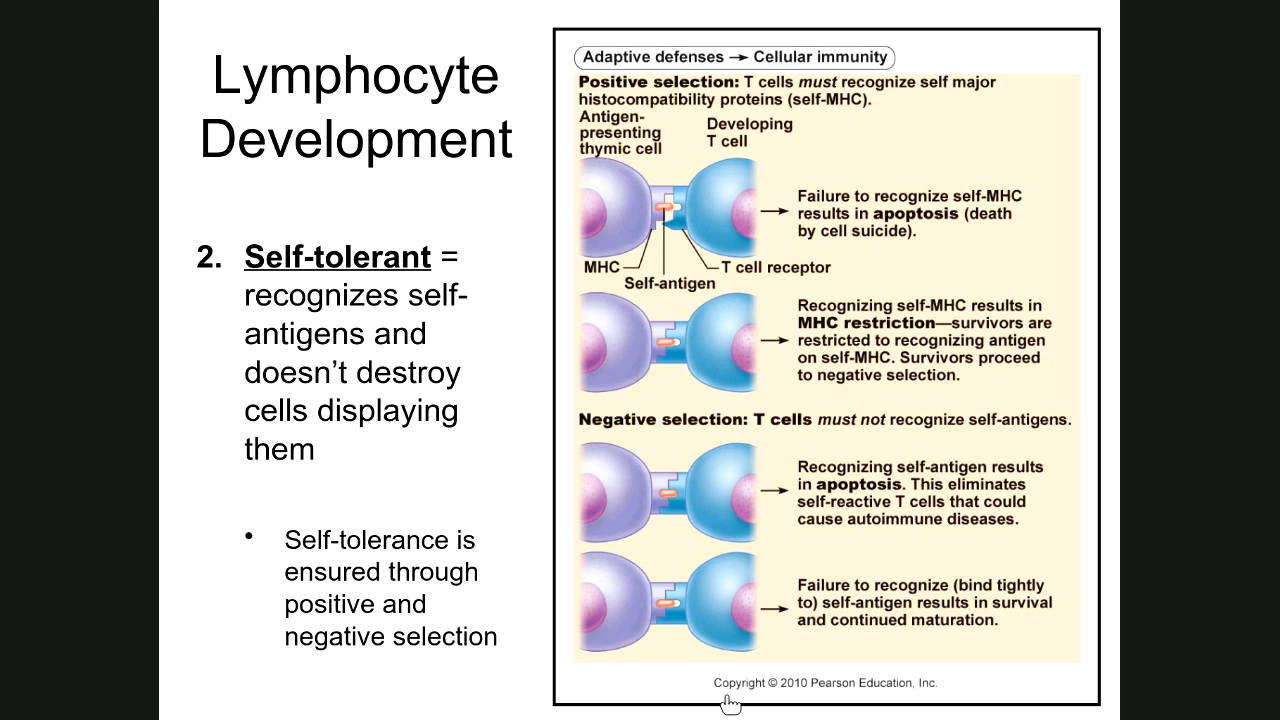 Lymphocyte
Development
2. Self-tolerant =
recognizes self-
antigens and
doesn't destroy
cells displaying
them
• Self-tolerance is
ensured through
positive and
negative selection
Adaptive defenses → Cellular immunity
Positive selection: T cells must recognize self major
histocompatibility proteins (self-MHC).
Antigen-
presenting
thymic cell
Developing
T cell
Failure to recognize self-MHC
results in apoptosis (death
by cell suicide).
MHC
T cell receptor
Self-antigen
Recognizing self-MHC results in
MHC restriction—survivors are
restricted to recognizing antigen
on self-MHC. Survivors proceed
to negative selection.
Negative selection: T cells must not recognize self-antigens.
Recognizing self-antigen results
in apoptosis. This eliminates
self-reactive T cells that could
cause autoimmune diseases.
Failure to recognize (bind tightly
to) self-antigen results in survival
and continued maturation.
Copyright © 2010 Pearson Education, Inc.